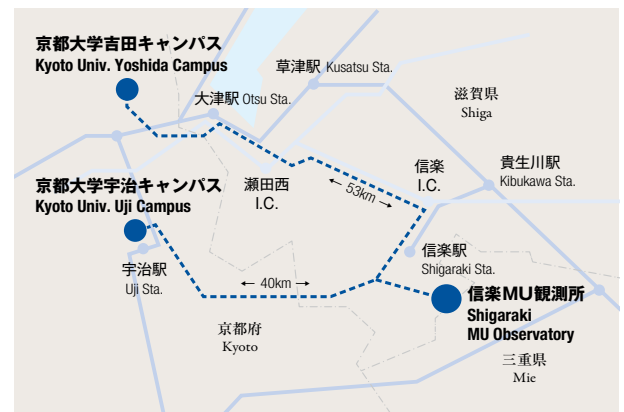 京都大学吉田キャンパス
Kyoto Univ. Yoshida Campus
草津駅 Kusatsu Sta.
大津駅 Otsu Sta.
滋賀県
Shiga
京都大学宇治キャンパス
Kyoto Univ. Uji Campus
瀬田西
I.C.
← 53km →
信楽
I.C.
貴生川駅
Kibukawa Sta.
宇治駅
Uji Sta.
← 40km →
信楽駅
Shigaraki Sta.
信楽MU観測所
Shigaraki
MU Observatory
京都府
Kyoto
三重県
Mie